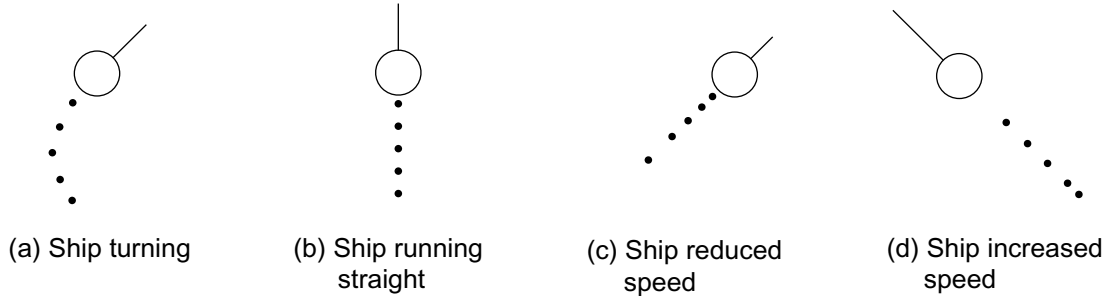 (a) Ship turning
(b) Ship running
straight
(c) Ship reduced
speed
(d) Ship increased
speed